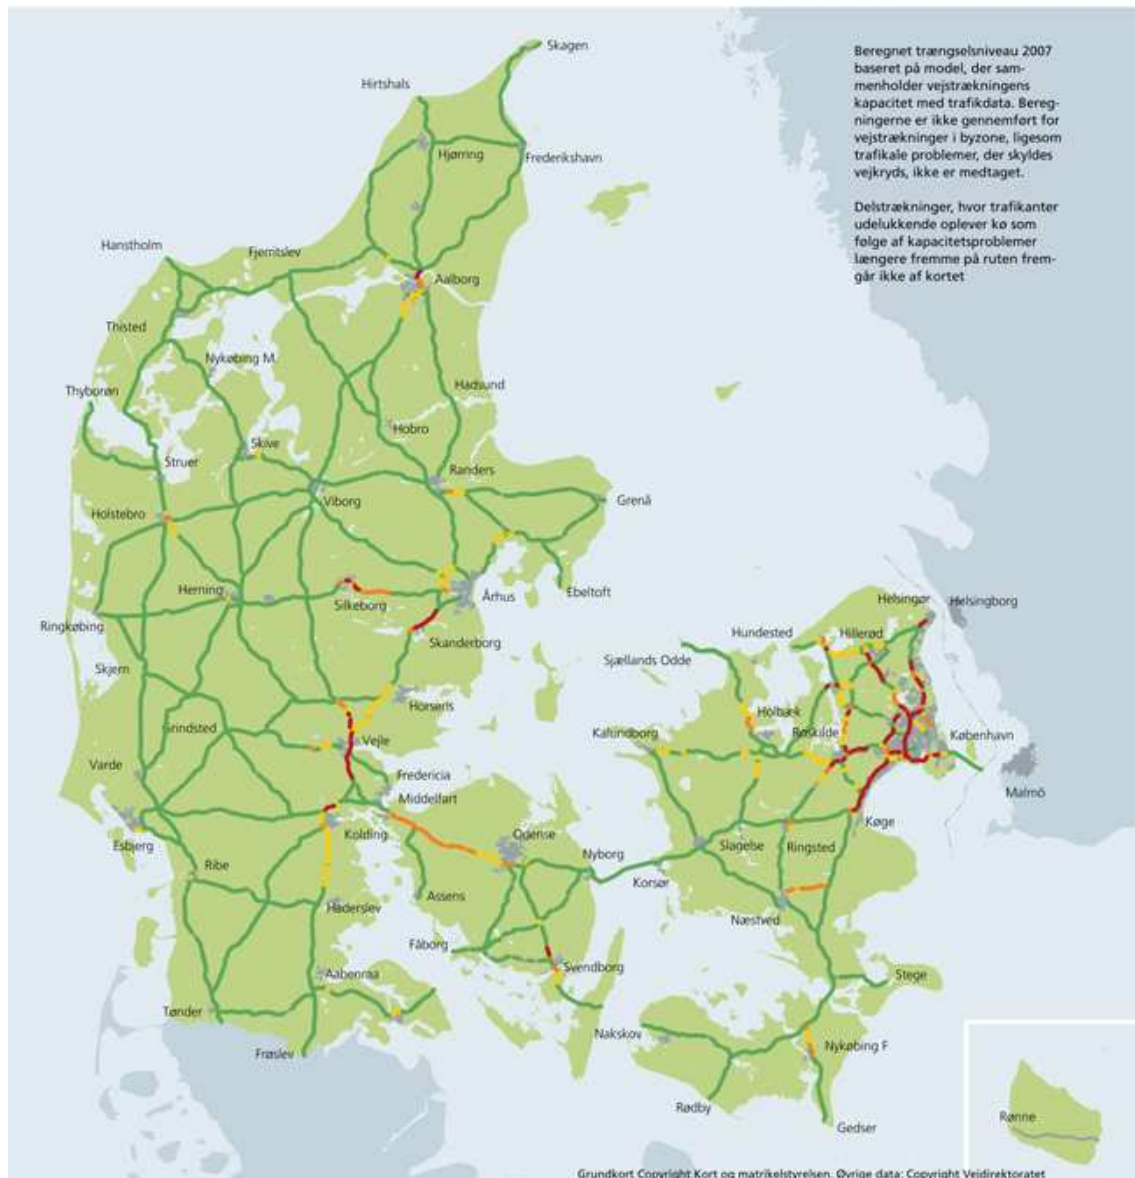 Skagen
Hirtshals
Beregnet trængselsniveau 2007
baseret på model, der sam-
menholder vejstrækningens
kapacitet med trafikdata. Bereg-
ningerne er ikke gennemført for
vejstrækninger i byzone, ligesom
trafikale problemer, der skyldes
vejkryds, ikke er medtaget.
Delstrækninger, hvor trafikanter
udelukkende oplever kø som
følge af kapacitetsproblemer
længere fremme på ruten frem-
går ikke af kortet
Hjørring
Frederikshavn
Hanstholm
Fjerritslev
Aalborg
Thisted
Nykøbing M
Thyborøn
Hadsund
Hobro
Skive
Struer
Randers
Viborg
Grenå
Holstebro
Herning
Silkeborg
Århus
Ebeltoft
Ringkøbing
Skanderborg
Helsingør
Helsingborg
Hundested
Hillerød
Sjællands Odde
Skjern
Horsens
Holbæk
Grindsted
Kalundborg
Roskilde
København
Vejle
Varde
Fredericia
Malmö
Middelfart
Kolding
Odense
Køge
Esbjerg
Nyborg
Slagelse
Ringsted
Ribe
Korsør
Assens
Haderslev
Næstved
Fåborg
Svendborg
Aabenraa
Stege
Tønder
Nakskov
Nykøbing F
Frøslev
Rødby
Gedser
Rønne
Grundkort Copyright Kort og matrikelstyrelsen. Øvrige data: Copyright Vejdirektoratet